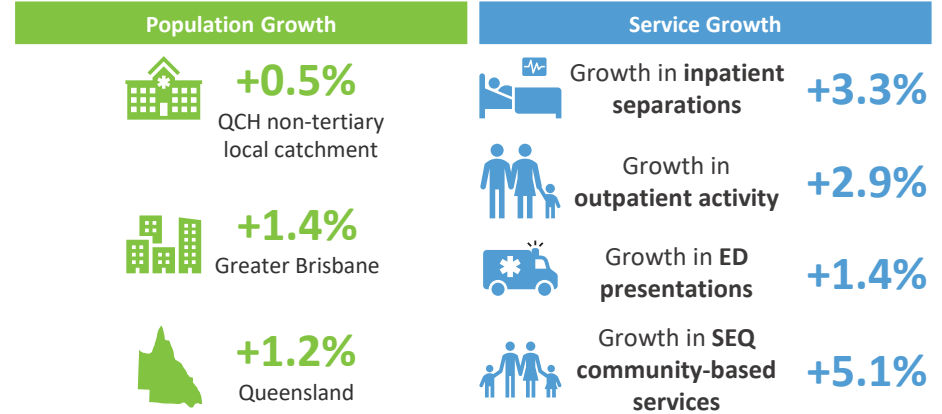 Population Growth
+0.5%
QCH non-tertiary
local catchment
+1.4%
Greater Brisbane
+1.2%
Queensland
Service Growth
Growth in inpatient
separations
+3.3%
Growth in
outpatient activity
+2.9%
Growth in ED
presentations
+1.4%
Growth in SEQ
community-based
services
+5.1%